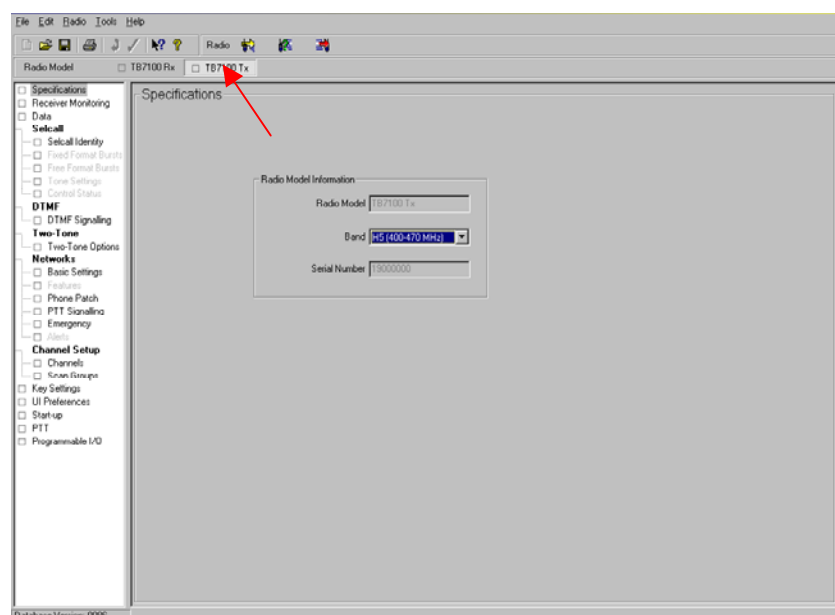 File Edit Radio Tools Help
Radio
Radio Model TB7100 Rx TB7100 Tx
Specifications
Receiver Monitoring
Data
Selcall
Selcall Identity
Fixed Format Bursts
Free Format Bursts
Tone Settings
Control Status
DTMF
DTMF Signalling
Two-Tone
Two-Tone Options
Networks
Basic Settings
Features
Phone Patch
PTT Signalling
Emergency
Alerts
Channel Setup
Channels
Scan Groups
Key Settings
UI Preferences
Start-up
PTT
Programmable I/O
Specifications
Radio Model Information
Radio Model TB7100 Tx
Band H5 (400-470 MHz)
Serial Number 19000000
Database Version: